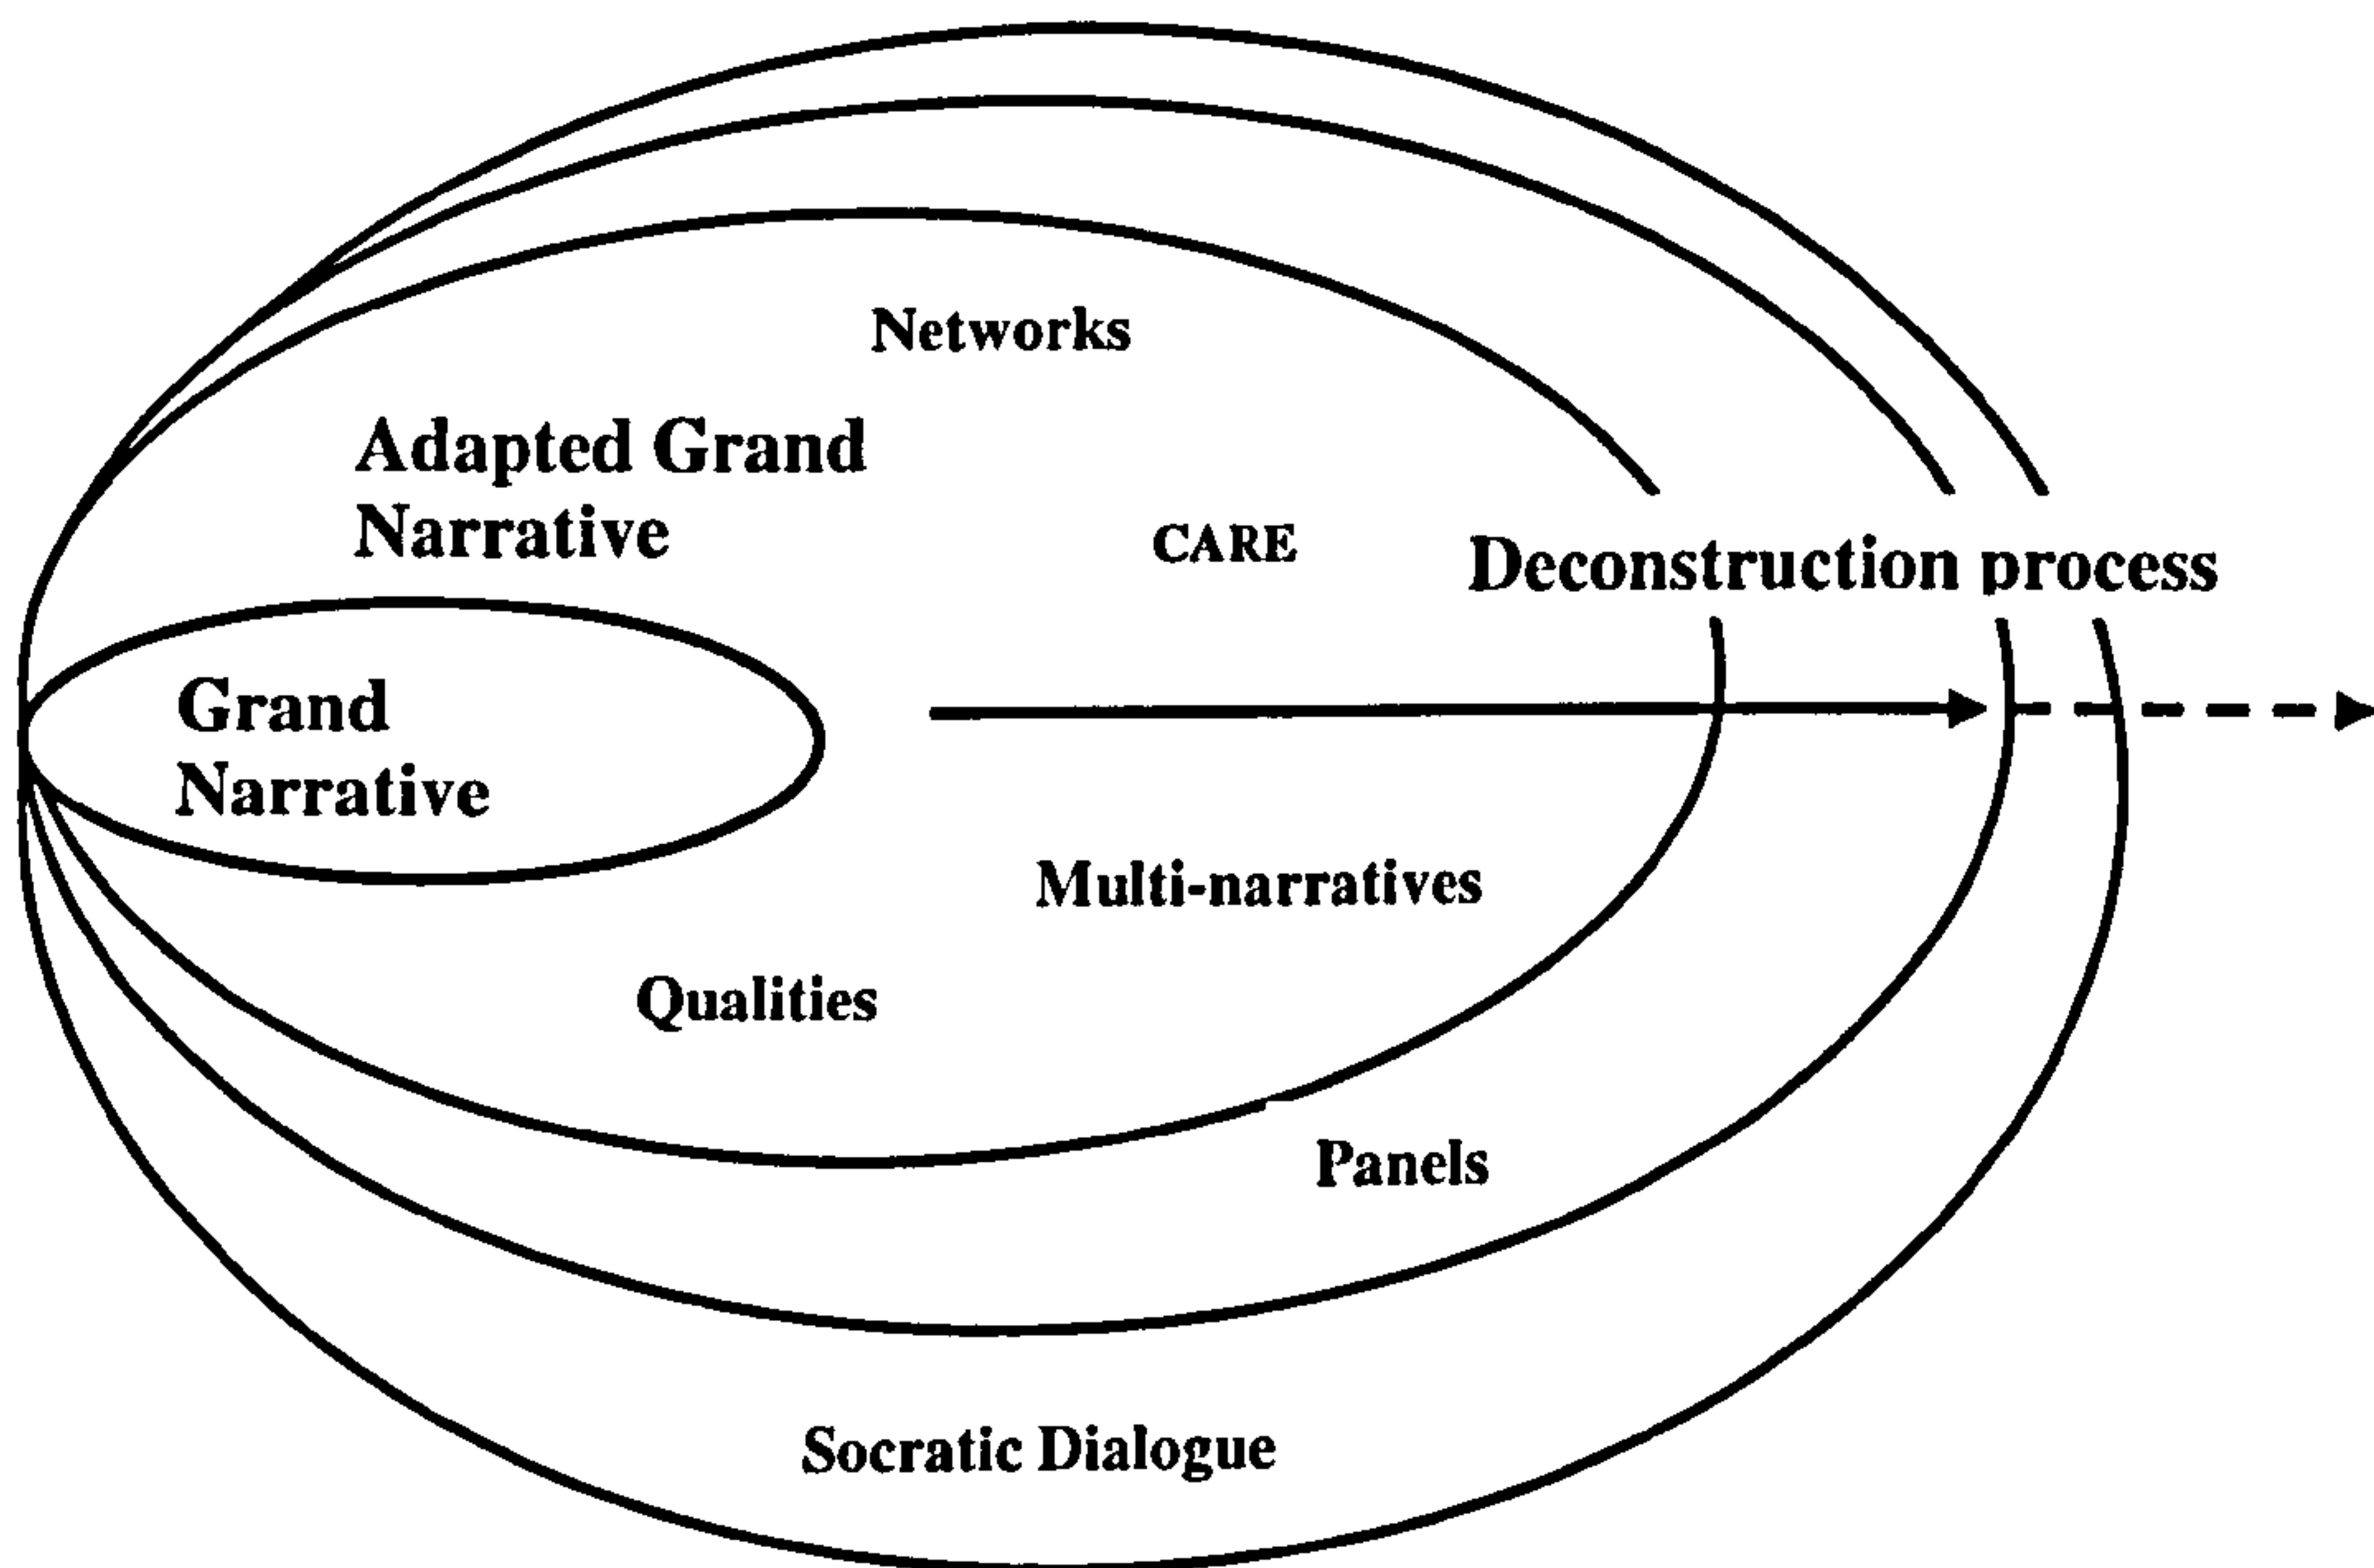 Networks
Adapted Grand
Narrative
CARE
Deconstruction process
Grand
Narrative
Multi-narratives
Qualities
Panels
Socratic Dialogue